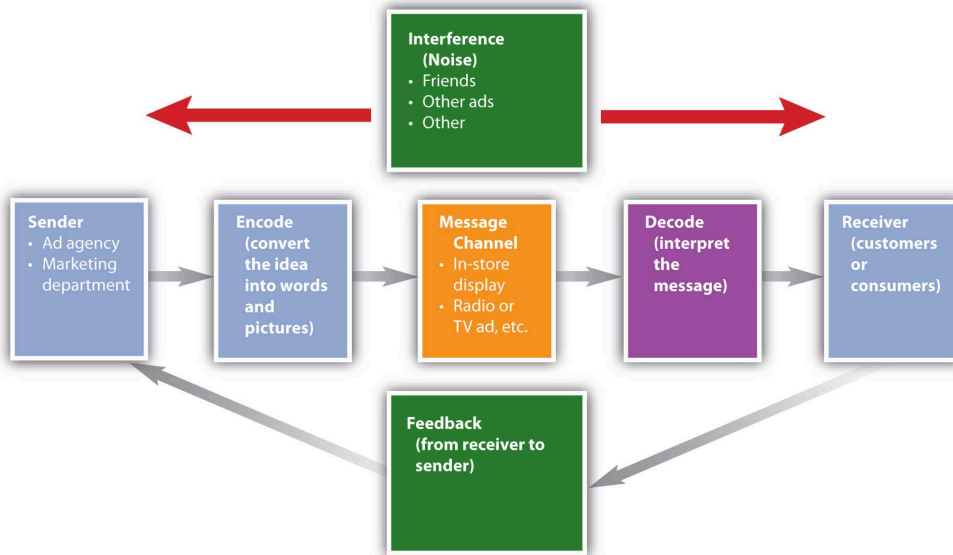 Interference
(Noise)
• Friends
• Other ads
• Other
Sender
• Ad agency
• Marketing
department
Encode
(convert
the idea
into words
and
pictures)
Message
Channel
• In-store
display
• Radio or
TV ad, etc.
Decode
(interpret
the
message)
Receiver
(customers
or
consumers)
Feedback
(from receiver to
sender)